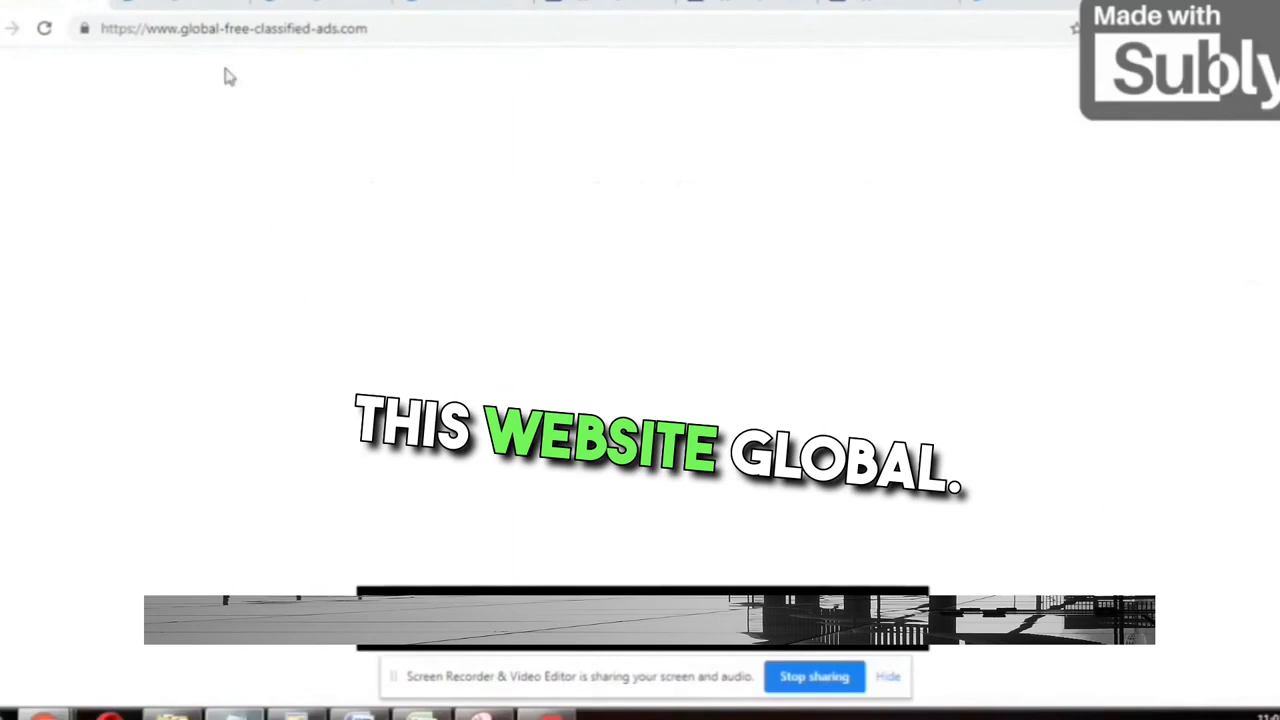 Made with
https://www.global-free-classified-ads.com
Subly
THIS WEBSITE GLOBAL.
Screen Recorder & Video Editor is sharing your screen and audio.
Stop sharing
Hide